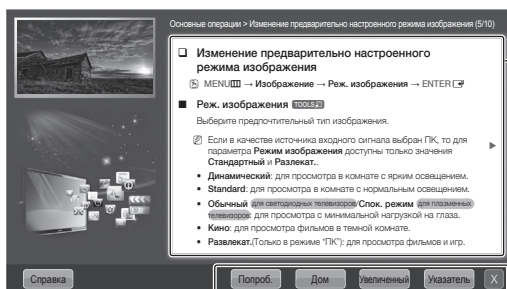 Основные операции > Изменение предварительно настроенного режима изображения (5/10)
❑ Изменение предварительно настроенного
режима изображения
MENU → Изображение → Реж. изображения → ENTER
■ Реж. изображения TOOLS
Выберите предпочтительный тип изображения.
Если в качестве источника входного сигнала выбран ПК, то для
параметра Режим изображения доступны только значения
Стандартный и Разлекат..
• Динамический: для просмотра в комнате с ярким освещением.
• Standard: для просмотра в комнате с нормальным освещением.
• Обычный для светодиодных телевизоров/Спок. режим для плазменных
телевизоров: для просмотра с минимальной нагрузкой на глаза.
• Кино: для просмотра фильмов в темной комнате.
• Развлекат.(Только в режиме "ПК"): для просмотра фильмов и игр.
Справка Попроб. Дом Увеличенный Указатель X